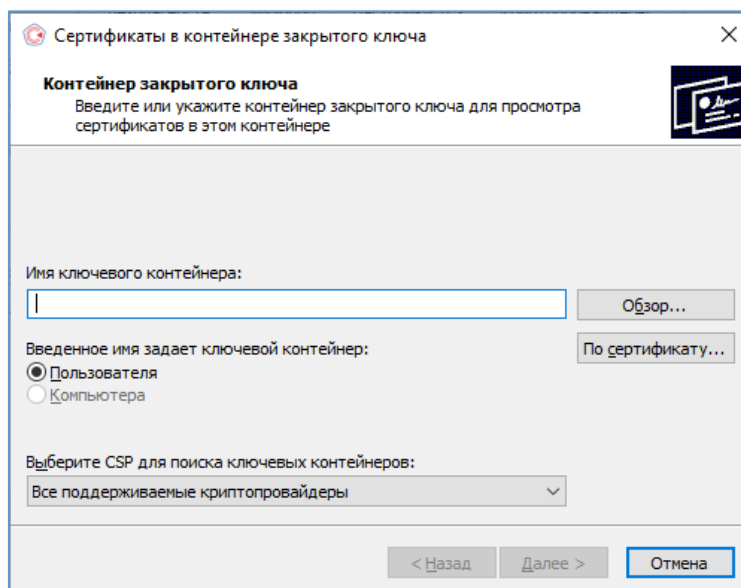 Сертификаты в контейнере закрытого ключа
Контейнер закрытого ключа
Введите или укажите контейнер закрытого ключа для просмотра
сертификатов в этом контейнере
Имя ключевого контейнера:
Обзор...
Введенное имя задает ключевой контейнер:
По сертификату...
Пользователя
Компьютера
Выберите CSP для поиска ключевых контейнеров:
Все поддерживаемые криптопровайдеры
< Назад
Далее >
Отмена